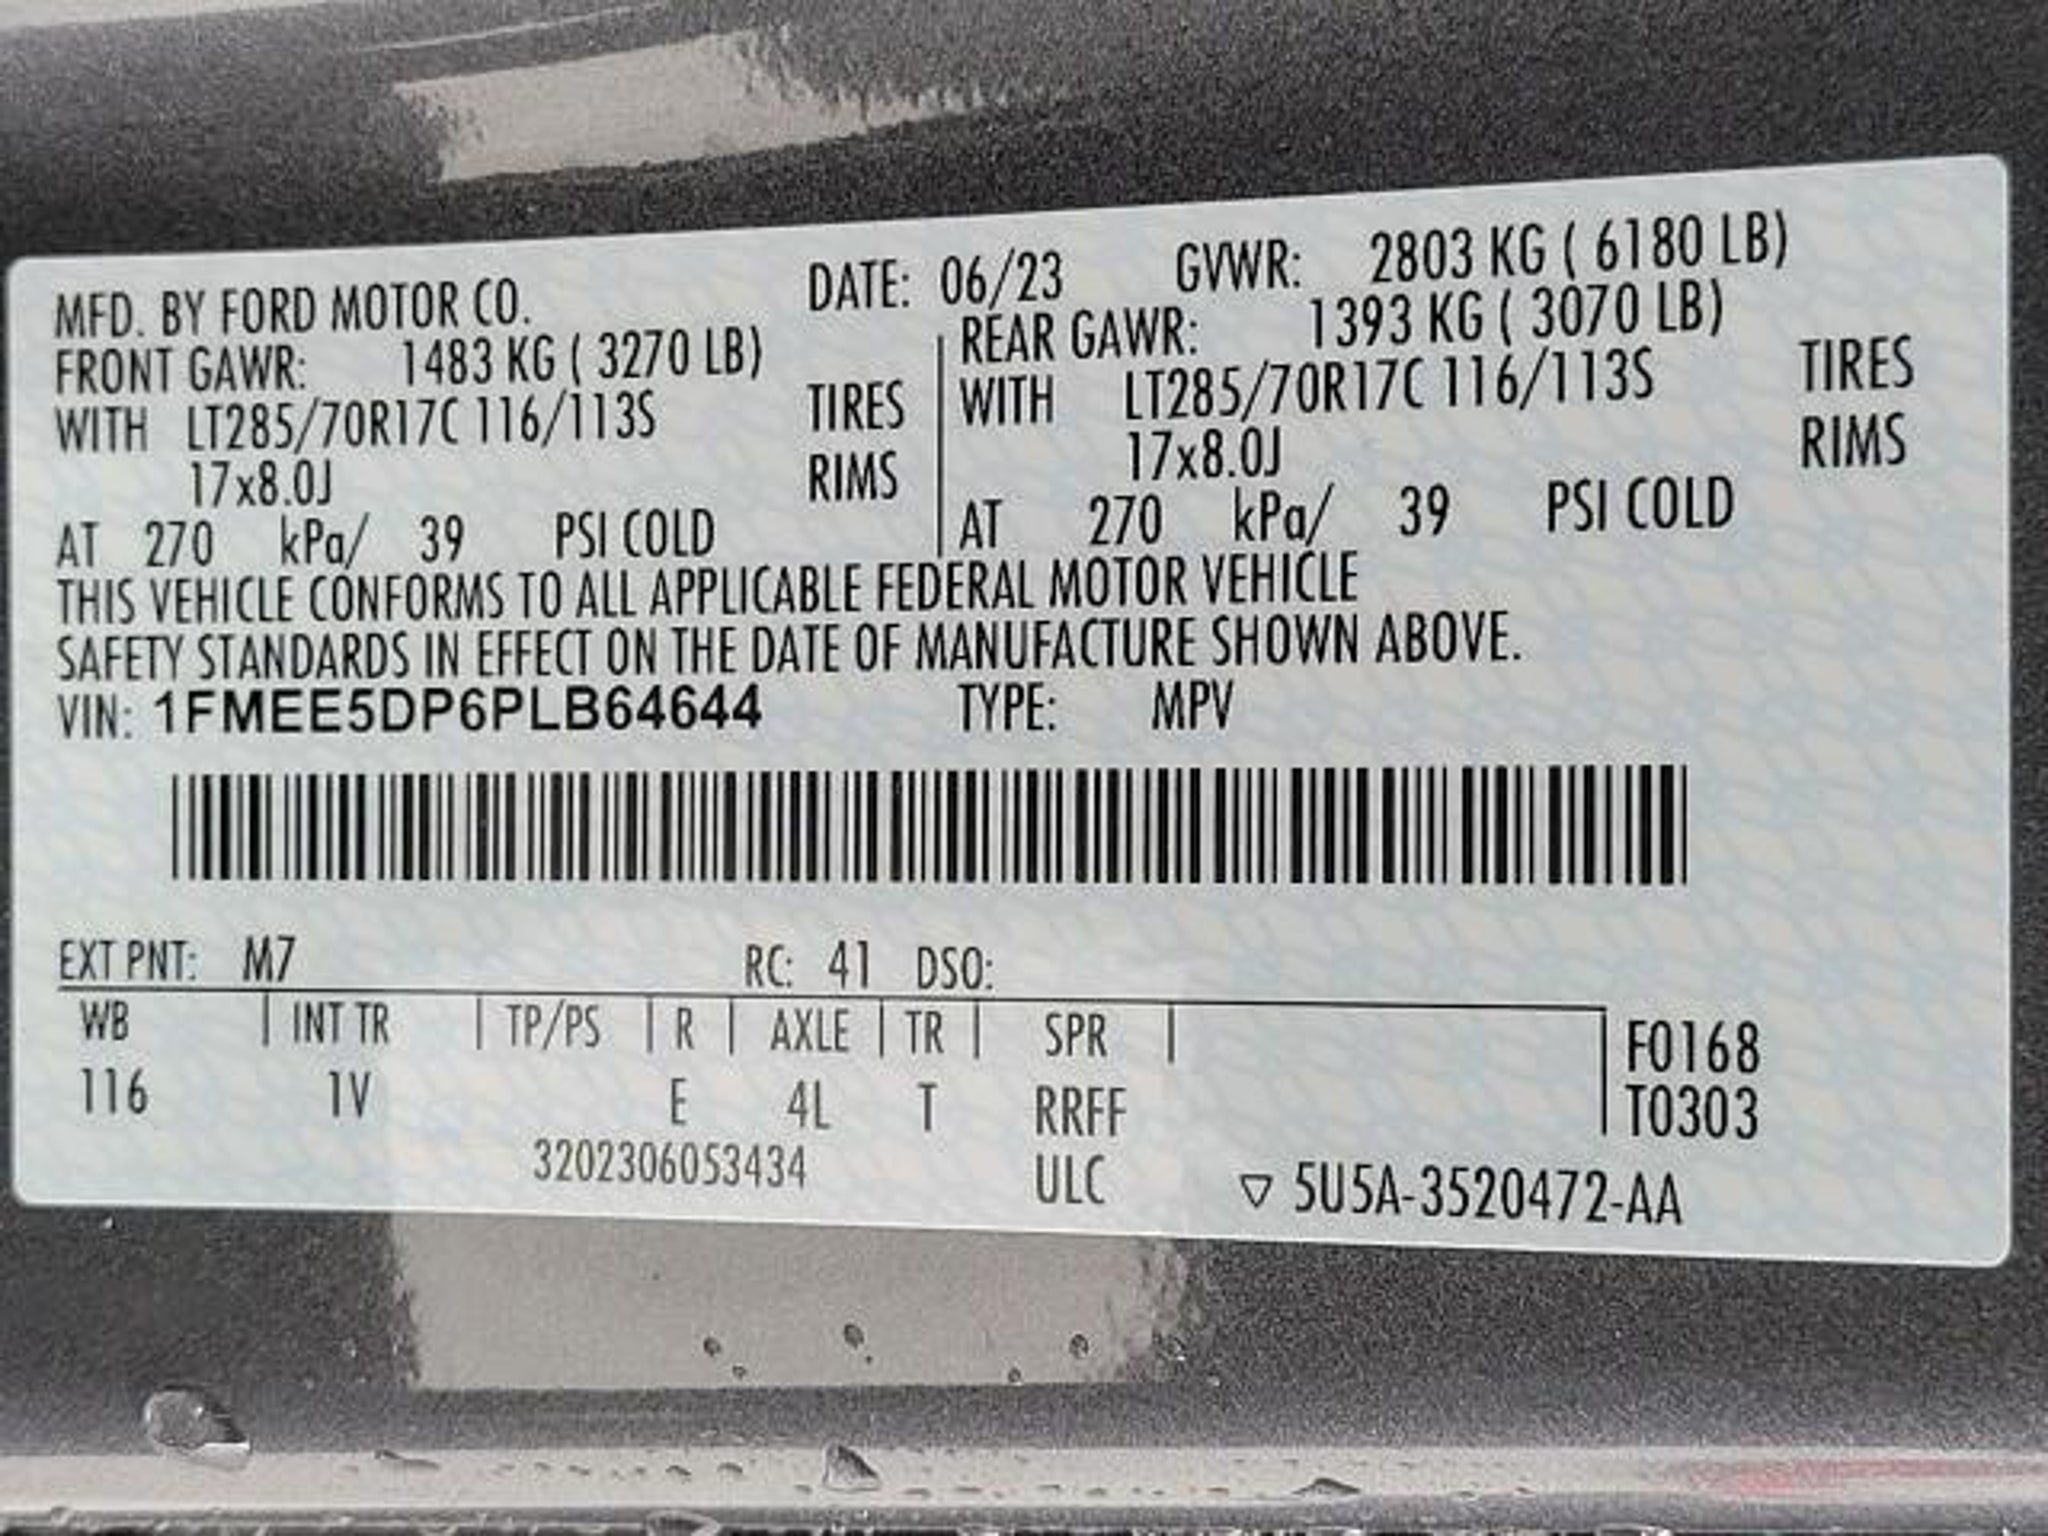 MFD. BY FORD MOTOR CO. DATE: 06/23 GVWR: 2803 KG ( 6180 LB)
FRONT GAWR: 1483 KG ( 3270 LB) REAR GAWR: 1393 KG ( 3070 LB)
WITH LT285/70R17C 116/113S TIRES WITH LT285/70R17C 116/113S TIRES
17x8.0J RIMS 17x8.0J RIMS
AT 270 kPa/ 39 PSI COLD AT 270 kPa/ 39 PSI COLD
THIS VEHICLE CONFORMS TO ALL APPLICABLE FEDERAL MOTOR VEHICLE
SAFETY STANDARDS IN EFFECT ON THE DATE OF MANUFACTURE SHOWN ABOVE.
VIN: 1FMEE5DP6PLB64644 TYPE: MPV
EXT PNT: M7 RC: 41 DSO:
WB INT TR TP/PS R AXLE TR SPR F0168
116 1V E 4L T RRFF T0303
3202306053434 ULC ▽ 5U5A-3520472-AA